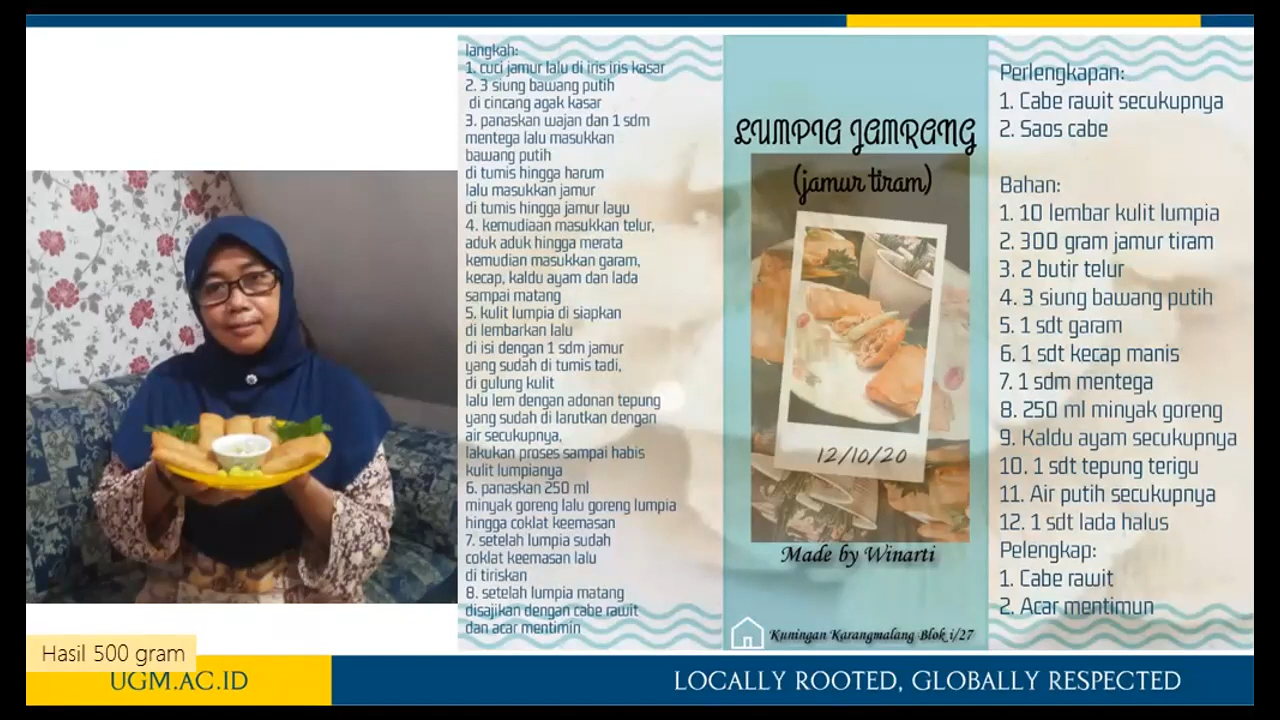 langkah:
1. cuci jamur lalu di iris iris kasar
2. 3 siung bawang putih
di cincang agak kasar
3. panaskan wajan dan 1 sdm
mentega lalu masukkan
bawang putih
di tumis hingga harum
lalu masukkan jamur
di tumis hingga jamur layu
4. kemudiaan masukkan telur,
aduk aduk hingga merata
kemudian masukkan garam,
kecap, kaldu ayam dan lada
sampai matang
5. kulit lumpia di siapkan
di lembarkan lalu
di isi dengan 1 sdm jamur
yang sudah di tumis tadi,
di gulung kulit
lalu lem dengan adonan tepung
yang sudah di larutkan dengan
air secukupnya,
lakukan proses sampai habis
kulit lumpianya
6. panaskan 250 ml
minyak goreng lalu goreng lumpia
hingga coklat keemasan
7. setelah lumpia sudah
coklat keemasan lalu
di tiriskan
8. setelah lumpia matang
disajikan dengan cabe rawit
dan acar mentimin
LUMPIA JAMRANG
(jamur tiram)
12/10/20
Made by Winarti
Kuningan Karangmalang Blok i/27
Perlengkapan:
1. Cabe rawit secukupnya
2. Saos cabe
Bahan:
1. 10 lembar kulit lumpia
2. 300 gram jamur tiram
3. 2 butir telur
4. 3 siung bawang putih
5. 1 sdt garam
6. 1 sdt kecap manis
7. 1 sdm mentega
8. 250 ml minyak goreng
9. Kaldu ayam secukupnya
10. 1 sdt tepung terigu
11. Air putih secukupnya
12. 1 sdt lada halus
Pelengkap:
1. Cabe rawit
2. Acar mentimun
Hasil 500 gram
UGM.AC.ID
LOCALLY ROOTED, GLOBALLY RESPECTED